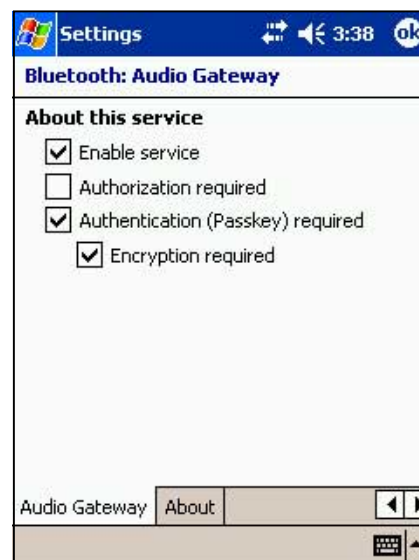 Settings 3:38 ok
Bluetooth: Audio Gateway
About this service
Enable service
Authorization required
Authentication (Passkey) required
Encryption required
Audio Gateway About